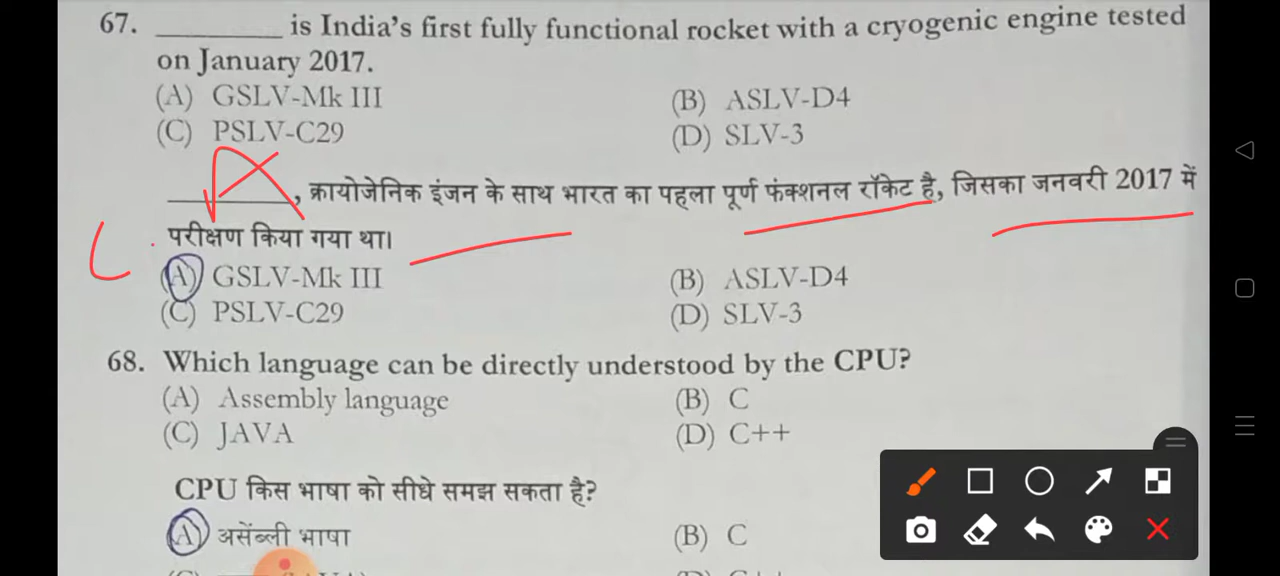 67. ________ is India's first fully functional rocket with a cryogenic engine tested
on January 2017.
(A) GSLV-Mk III (B) ASLV-D4
(C) PSLV-C29 (D) SLV-3
________, क्रायोजेनिक इंजन के साथ भारत का पहला पूर्ण फंक्शनल रॉकेट है, जिसका जनवरी 2017 में
परीक्षण किया गया था।
(A) GSLV-Mk III (B) ASLV-D4
(C) PSLV-C29 (D) SLV-3
68. Which language can be directly understood by the CPU?
(A) Assembly language (B) C
(C) JAVA (D) C++
CPU किस भाषा को सीधे समझ सकता है?
(A) असेंब्ली भाषा (B) C